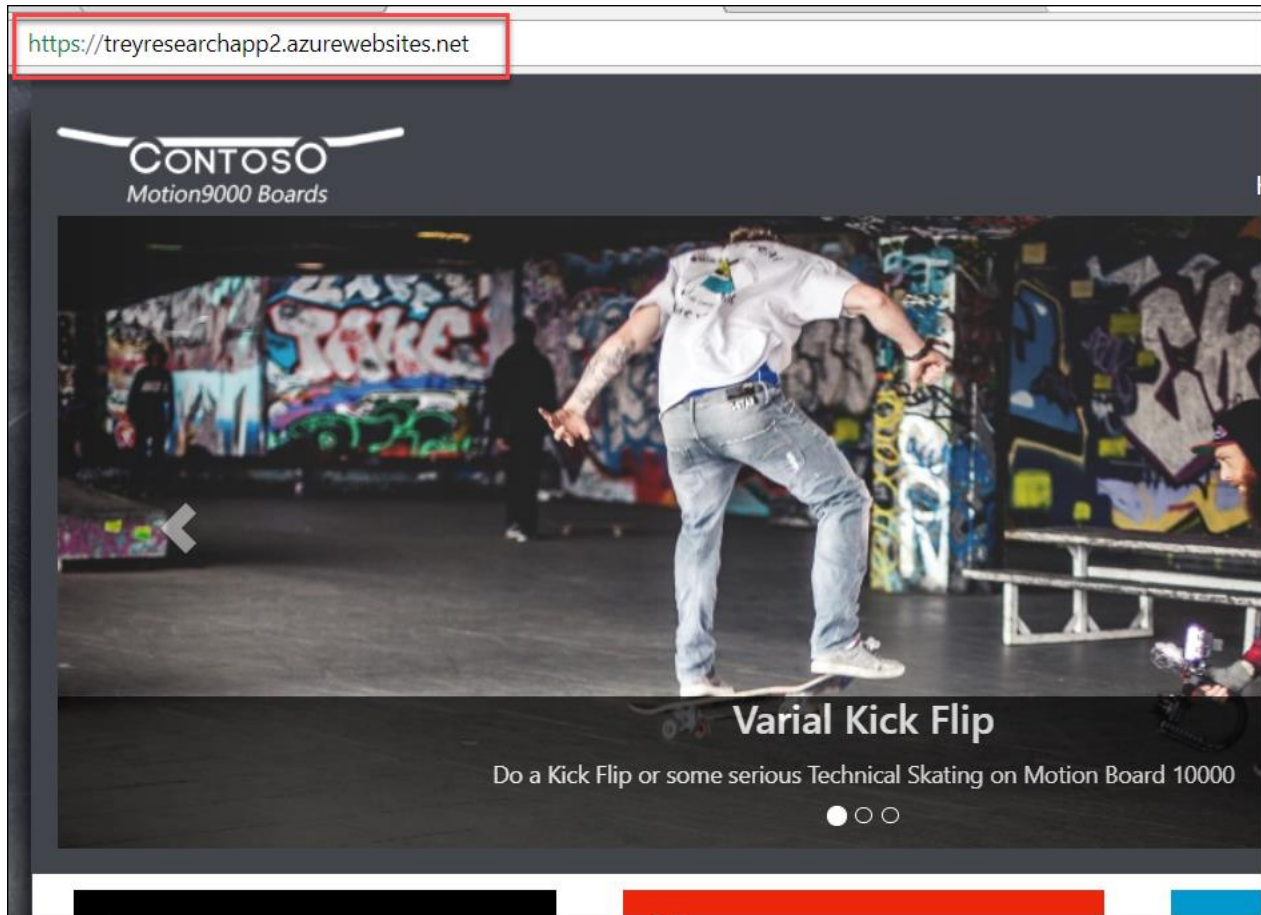 https://treyresearchapp2.azurewebsites.net
CONTOSO
Motion9000 Boards
Varial Kick Flip
Do a Kick Flip or some serious Technical Skating on Motion Board 10000